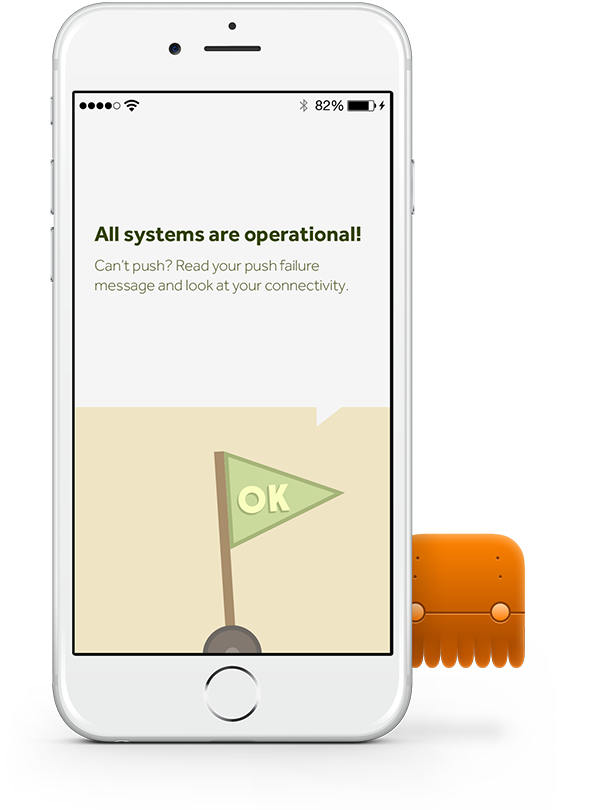 82%
All systems are operational!
Can't push? Read your push failure
message and look at your connectivity.
OK